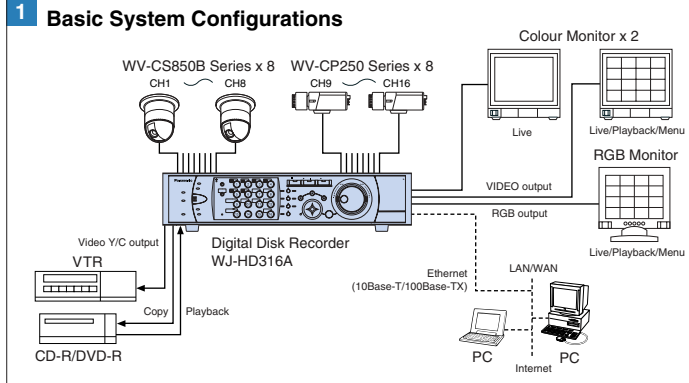 1 Basic System Configurations
Colour Monitor x 2
WV-CS850B Series x 8
WV-CP250 Series x 8
CH1
CH8
CH9
CH16
Live
Live/Playback/Menu
RGB Monitor
Panasonic
VIDEO output
RGB output
Live/Playback/Menu
Video Y/C output
Digital Disk Recorder
WJ-HD316A
VTR
Ethernet
(10Base-T/100Base-TX)
LAN/WAN
Copy
Playback
CD-R/DVD-R
PC
PC
Internet